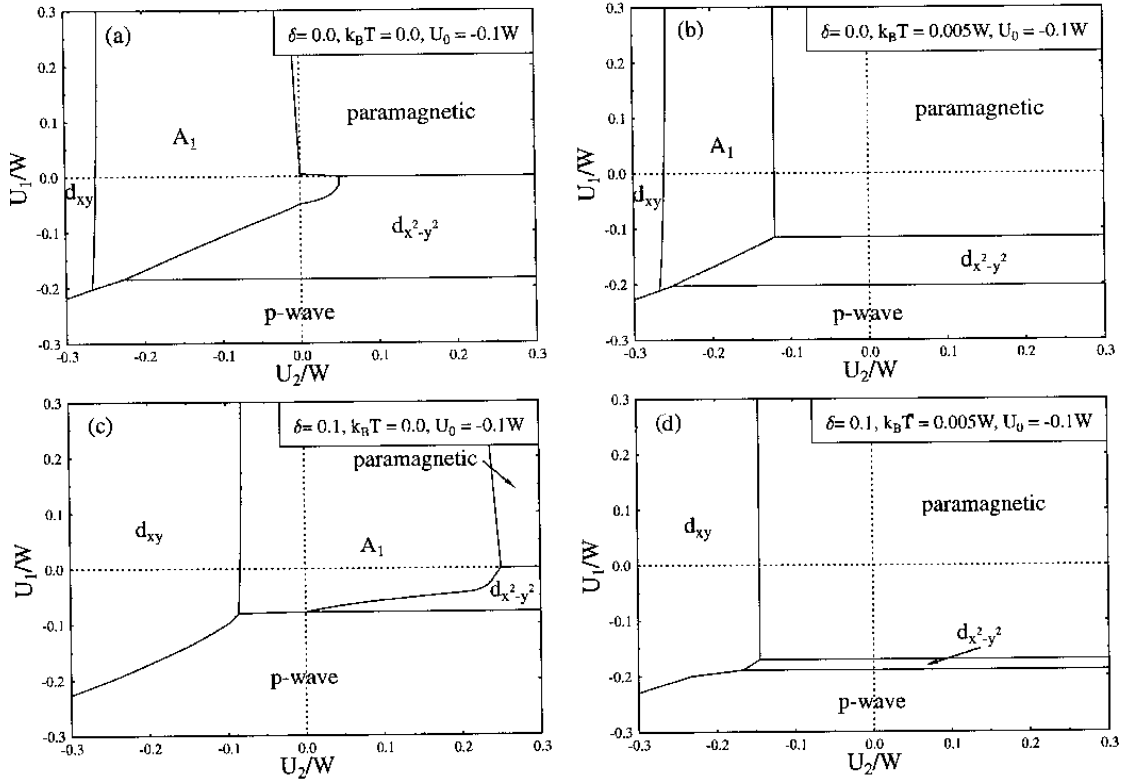 (a)
δ= 0.0, k_BT = 0.0, U_0 = -0.1W
0.3
0.2
0.1
0.0
-0.1
-0.2
-0.3
U_1/W
paramagnetic
A_1
d_xy
d_x²-y²
p-wave
-0.3 -0.2 -0.1 0.0 0.1 0.2 0.3
U_2/W
(b)
δ= 0.0, k_BT = 0.005W, U_0 = -0.1W
0.3
0.2
0.1
0.0
-0.1
-0.2
-0.3
U_1/W
paramagnetic
A_1
d_xy
d_x²-y²
p-wave
-0.3 -0.2 -0.1 0.0 0.1 0.2 0.3
U_2/W
(c)
δ= 0.1, k_BT = 0.0, U_0 = -0.1W
0.3
0.2
0.1
0.0
-0.1
-0.2
-0.3
U_1/W
paramagnetic
d_xy
A_1
d_x²-y²
p-wave
-0.3 -0.2 -0.1 0.0 0.1 0.2 0.3
U_2/W
(d)
δ= 0.1, k_BT = 0.005W, U_0 = -0.1W
0.3
0.2
0.1
0.0
-0.1
-0.2
-0.3
U_1/W
paramagnetic
d_xy
d_x²-y²
p-wave
-0.3 -0.2 -0.1 0.0 0.1 0.2 0.3
U_2/W